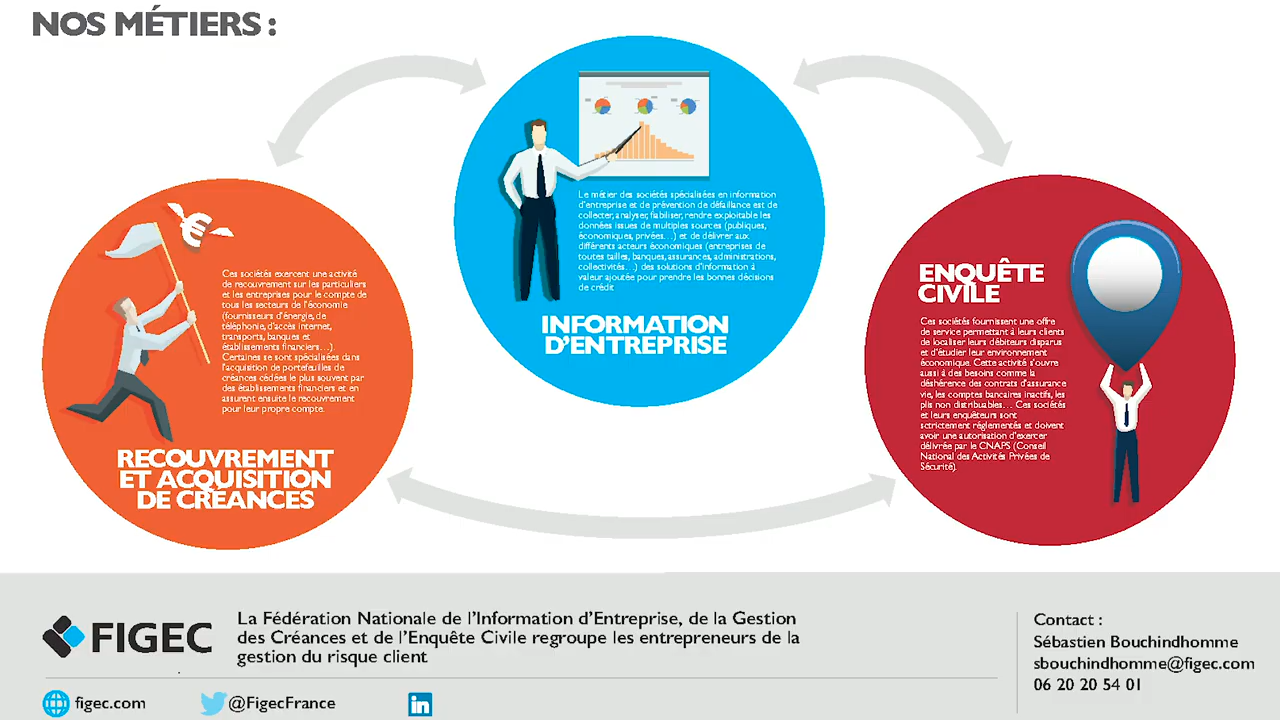 NOS MÉTIERS :
Le métier des sociétés spécialisées en information
d'entreprise et de prévention de défaillance est de
collecter, analyser, fiabiliser, rendre exploitable les
données issues de multiples sources (publiques,
économiques, privées…) et de délivrer aux
différents acteurs économiques (entreprises de
toutes tailles, banques, assurances, administrations,
collectivités…) des solutions d'information à
valeur ajoutée pour prendre les bonnes décisions
de crédit
INFORMATION
D'ENTREPRISE
Ces sociétés exercent une activité
de recouvrement sur les particuliers
et les entreprises pour le compte de
tous les secteurs de l'économie
(fournisseurs d'énergie, de
téléphonie, d'accès internet,
transports, banques et
établissements financiers…).
Certaines se sont spécialisées dans
l'acquisition de portefeuilles de
créances cédées le plus souvent par
des établissements financiers et en
assurent ensuite le recouvrement
pour leur propre compte.
RECOUVREMENT
ET ACQUISITION
DE CRÉANCES
ENQUÊTE
CIVILE
Ces sociétés fournissent une offre
de service permettant à leurs clients
de localiser leurs débiteurs disparus
et d'étudier leur environnement
économique. Cette activité s'ouvre
aussi à des besoins comme la
déshérence des contrats d'assurance
vie, les comptes bancaires inactifs, les
plis non distribuables… Ces sociétés
et leurs enquêteurs sont
strictement réglementés et doivent
avoir une autorisation d'exercer
délivrée par le CNAPS (Conseil
National des Activités Privées de
Sécurité).
FIGEC
La Fédération Nationale de l'Information d'Entreprise, de la Gestion
des Créances et de l'Enquête Civile regroupe les entrepreneurs de la
gestion du risque client
figec.com
@FigecFrance
in
Contact :
Sébastien Bouchindhomme
sbouchindhomme@figec.com
06 20 20 54 01